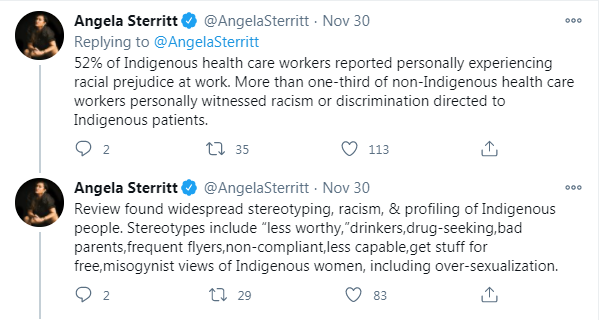 Angela Sterritt @AngelaSterritt · Nov 30
Replying to @AngelaSterritt
52% of Indigenous health care workers reported personally experiencing
racial prejudice at work. More than one-third of non-Indigenous health care
workers personally witnessed racism or discrimination directed to
Indigenous patients.
2 35 113
Angela Sterritt @AngelaSterritt · Nov 30
Review found widespread stereotyping, racism, & profiling of Indigenous
people. Stereotypes include “less worthy,”drinkers,drug-seeking,bad
parents,frequent flyers,non-compliant,less capable,get stuff for
free,misogynist views of Indigenous women, including over-sexualization.
2 29 83